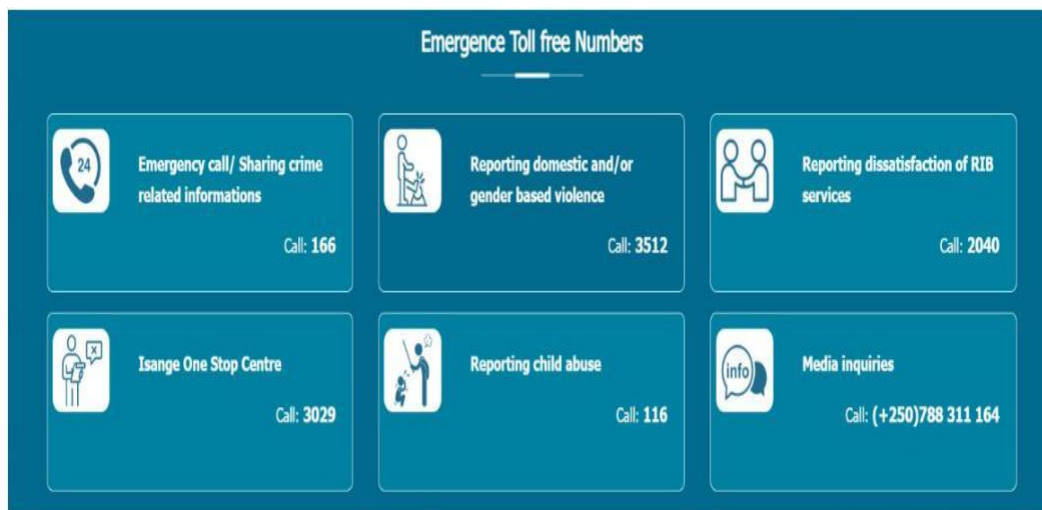 Emergence Toll free Numbers
24
Emergency call/ Sharing crime
related informations
Call: 166
Reporting domestic and/or
gender based violence
Call: 3512
Reporting dissatisfaction of RIB
services
Call: 2040
X
Isange One Stop Centre
Call: 3029
Reporting child abuse
Call: 116
info
Media inquiries
Call: (+250)788 311 164